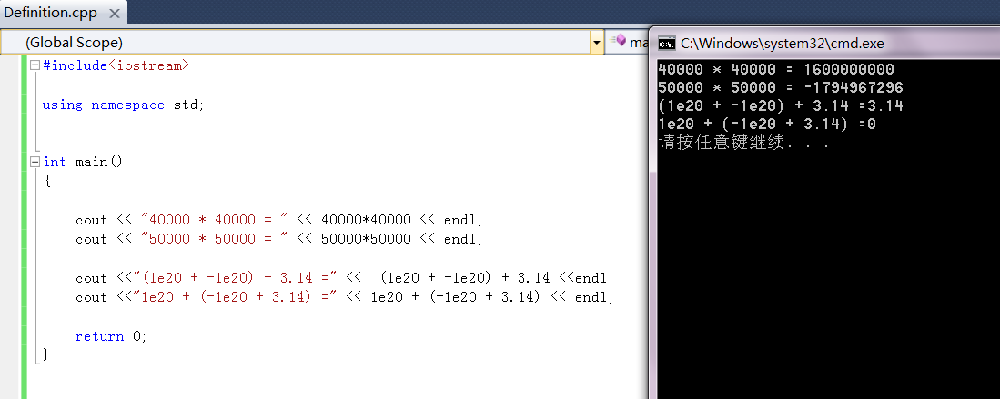 Definition.cpp
(Global Scope)
ma
#include<iostream>
using namespace std;
int main()
{
cout << "40000 * 40000 = " << 40000*40000 << endl;
cout << "50000 * 50000 = " << 50000*50000 << endl;
cout <<"(1e20 + -1e20) + 3.14 =" <<  (1e20 + -1e20) + 3.14 <<endl;
cout <<"1e20 + (-1e20 + 3.14) =" << 1e20 + (-1e20 + 3.14) << endl;
return 0;
}
C:\Windows\system32\cmd.exe
40000 * 40000 = 1600000000
50000 * 50000 = -1794967296
(1e20 + -1e20) + 3.14 =3.14
1e20 + (-1e20 + 3.14) =0
请按任意键继续. . .